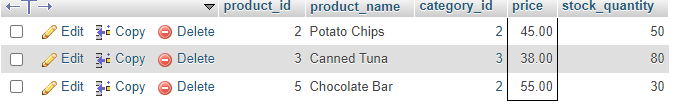 product_id product_name category_id price stock_quantity
Edit Copy Delete 2 Potato Chips 2 45.00 50
Edit Copy Delete 3 Canned Tuna 3 38.00 80
Edit Copy Delete 5 Chocolate Bar 2 55.00 30